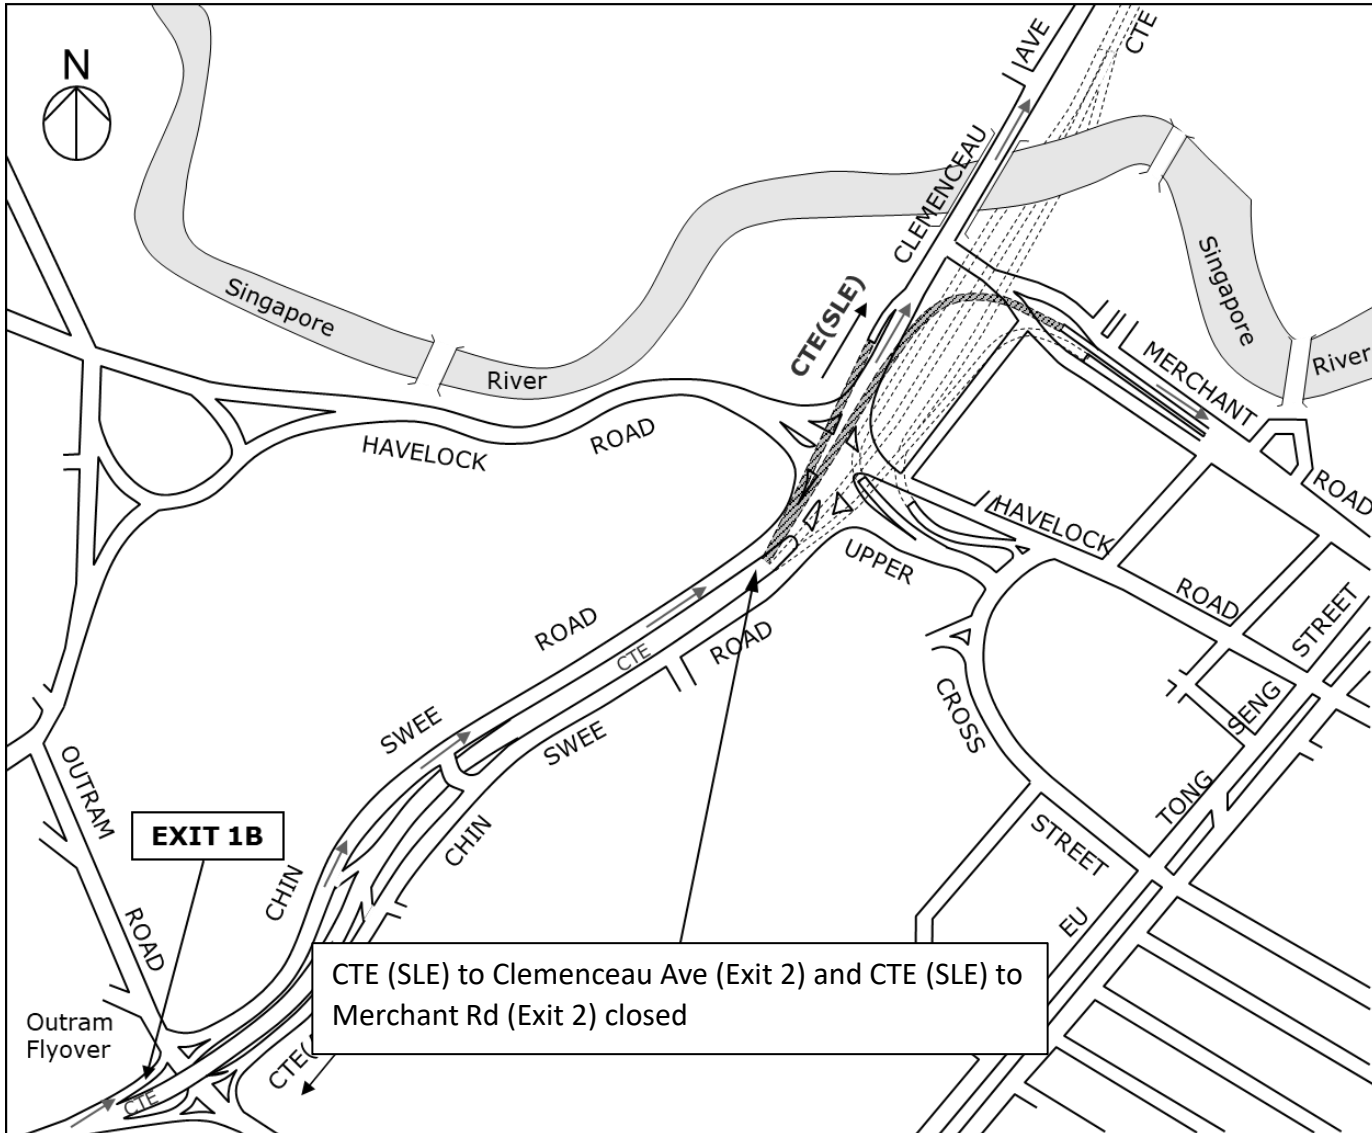 N
AVE
CTE
CLEMENCEAU
CTE(SLE)
Singapore
River
Singapore
River
MERCHANT
ROAD
HAVELOCK
ROAD
HAVELOCK
ROAD
UPPER
CROSS
STREET
ROAD
CTE
ROAD
SWEE
SWEE
CHIN
CHIN
STREET
SENG
TONG
EU
OUTRAM
ROAD
EXIT 1B
CTE (SLE) to Clemenceau Ave (Exit 2) and CTE (SLE) to
Merchant Rd (Exit 2) closed
Outram
Flyover
CTE
CTE(